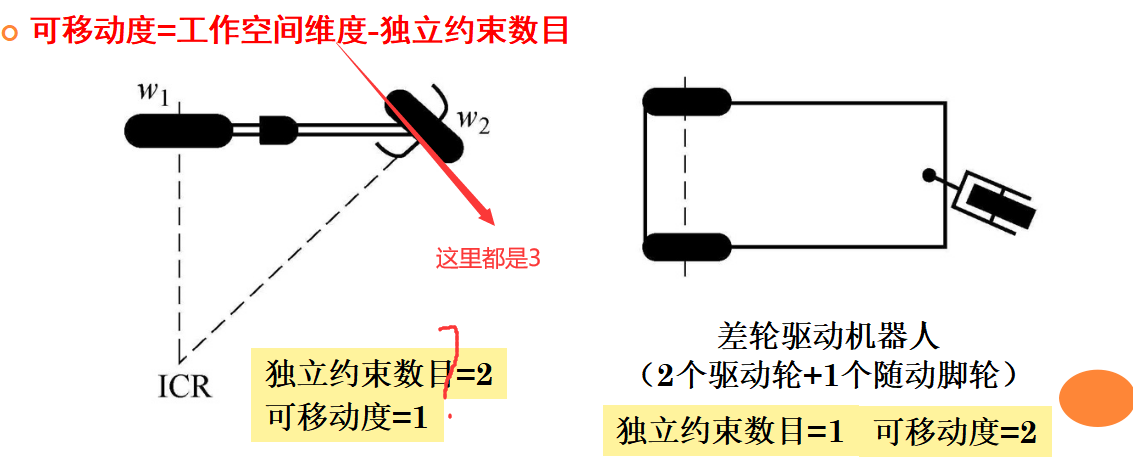 可移动度=工作空间维度-独立约束数目
w1
w2
这里都是3
ICR
独立约束数目=2
可移动度=1
差轮驱动机器人
（2个驱动轮+1个随动脚轮）
独立约束数目=1 可移动度=2